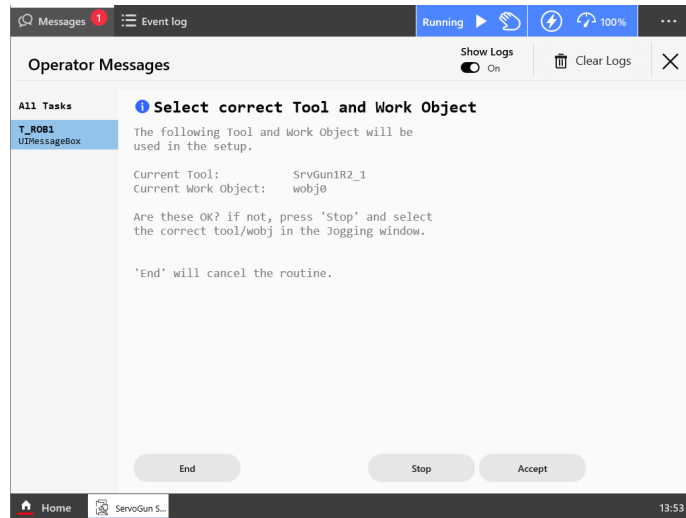 Messages 1 Event log Running 100% ...
Operator Messages Show Logs On Clear Logs
All Tasks
T_ROB1
UIMessageBox
Select correct Tool and Work Object
The following Tool and Work Object will be
used in the setup.
Current Tool: SrvGun1R2_1
Current Work Object: wobj0
Are these OK? if not, press 'Stop' and select
the correct tool/wobj in the Jogging window.
'End' will cancel the routine.
End Stop Accept
Home ServoGun S... 13:53